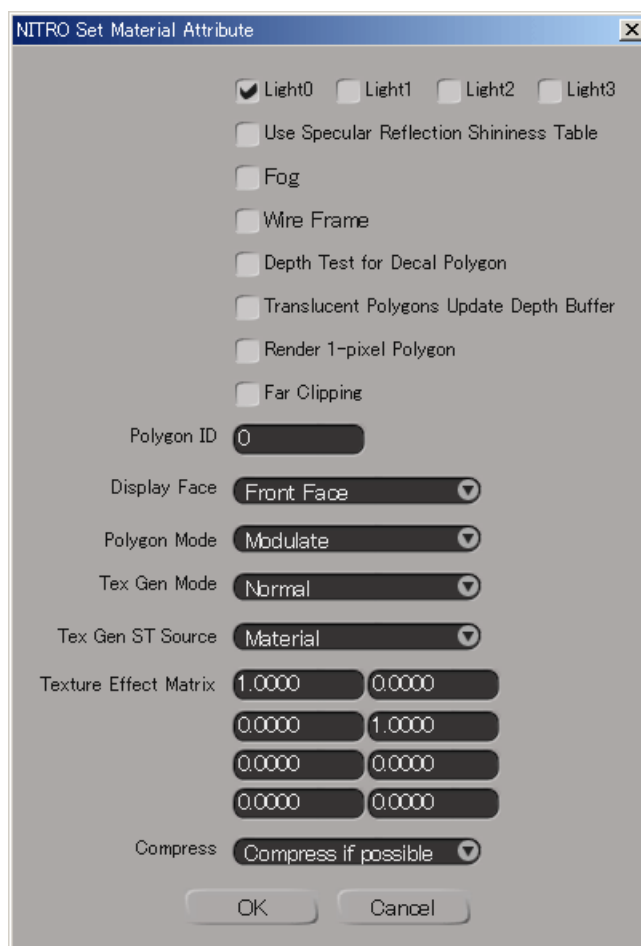 NITRO Set Material Attribute
Light0 Light1 Light2 Light3
Use Specular Reflection Shininess Table
Fog
Wire Frame
Depth Test for Decal Polygon
Translucent Polygons Update Depth Buffer
Render 1-pixel Polygon
Far Clipping
Polygon ID 0
Display Face Front Face
Polygon Mode Modulate
Tex Gen Mode Normal
Tex Gen ST Source Material
Texture Effect Matrix 1.0000 0.0000
0.0000 1.0000
0.0000 0.0000
0.0000 0.0000
Compress Compress if possible
OK Cancel